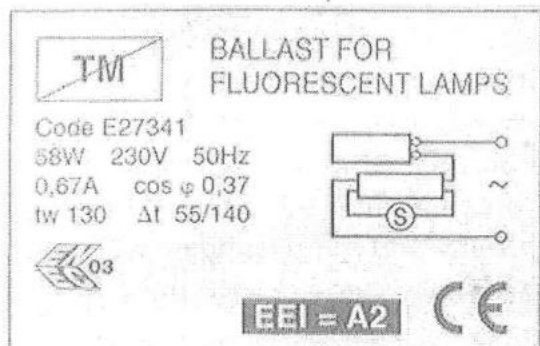 TM
BALLAST FOR
FLUORESCENT LAMPS
Code E27341
58W 230V 50Hz
0,67A cos φ 0,37
tw 130 Δt 55/140
~
S
ENEC 03
EEI = A2
CE